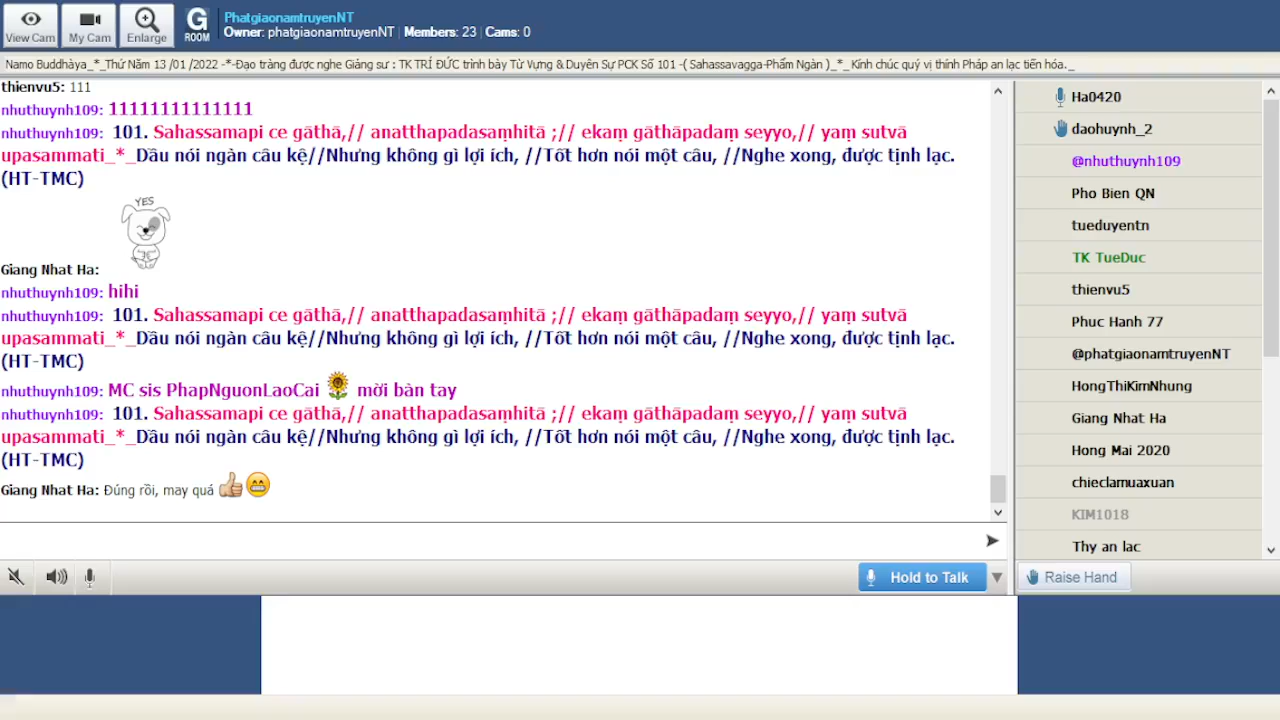 View Cam
My Cam
Enlarge
G
ROOM
PhatgiaonamtruyenNT
Owner: phatgiaonamtruyenNT | Members: 23 | Cams: 0
Namo Buddhàya_*_Thứ Năm 13 /01 /2022 -*-Đạo tràng được nghe Giảng sư : TK TRÍ ĐỨC trình bày Từ Vựng & Duyên Sự PCK Số 101 -( Sahassavagga-Phẩm Ngàn )_*_ Kính chúc quý vị thính Pháp an lạc tiến hóa._
thienvu5: 111
nhuthuynh109: 11111111111111
nhuthuynh109: 101. Sahassamapi ce gāthā,// anatthapadasaṃhitā ;// ekaṃ gāthāpadaṃ seyyo,// yaṃ sutvā
upasammati_*_Dầu nói ngàn câu kệ//Nhưng không gì lợi ích, //Tốt hơn nói một câu, //Nghe xong, được tịnh lạc.
(HT-TMC)
YES
Giang Nhat Ha:
nhuthuynh109: hihi
nhuthuynh109: 101. Sahassamapi ce gāthā,// anatthapadasaṃhitā ;// ekaṃ gāthāpadaṃ seyyo,// yaṃ sutvā
upasammati_*_Dầu nói ngàn câu kệ//Nhưng không gì lợi ích, //Tốt hơn nói một câu, //Nghe xong, được tịnh lạc.
(HT-TMC)
nhuthuynh109: MC sis PhapNguonLaoCai 🌻 mời bàn tay
nhuthuynh109: 101. Sahassamapi ce gāthā,// anatthapadasaṃhitā ;// ekaṃ gāthāpadaṃ seyyo,// yaṃ sutvā
upasammati_*_Dầu nói ngàn câu kệ//Nhưng không gì lợi ích, //Tốt hơn nói một câu, //Nghe xong, được tịnh lạc.
(HT-TMC)
Giang Nhat Ha: Đúng rồi, may quá 👍😁
Hold to Talk
Ha0420
daohuynh_2
@nhuthuynh109
Pho Bien QN
tueduyentn
TK TueDuc
thienvu5
Phuc Hanh 77
@phatgiaonamtruyenNT
HongThiKimNhung
Giang Nhat Ha
Hong Mai 2020
chieclamuaxuan
KIM1018
Thy an lac
Raise Hand